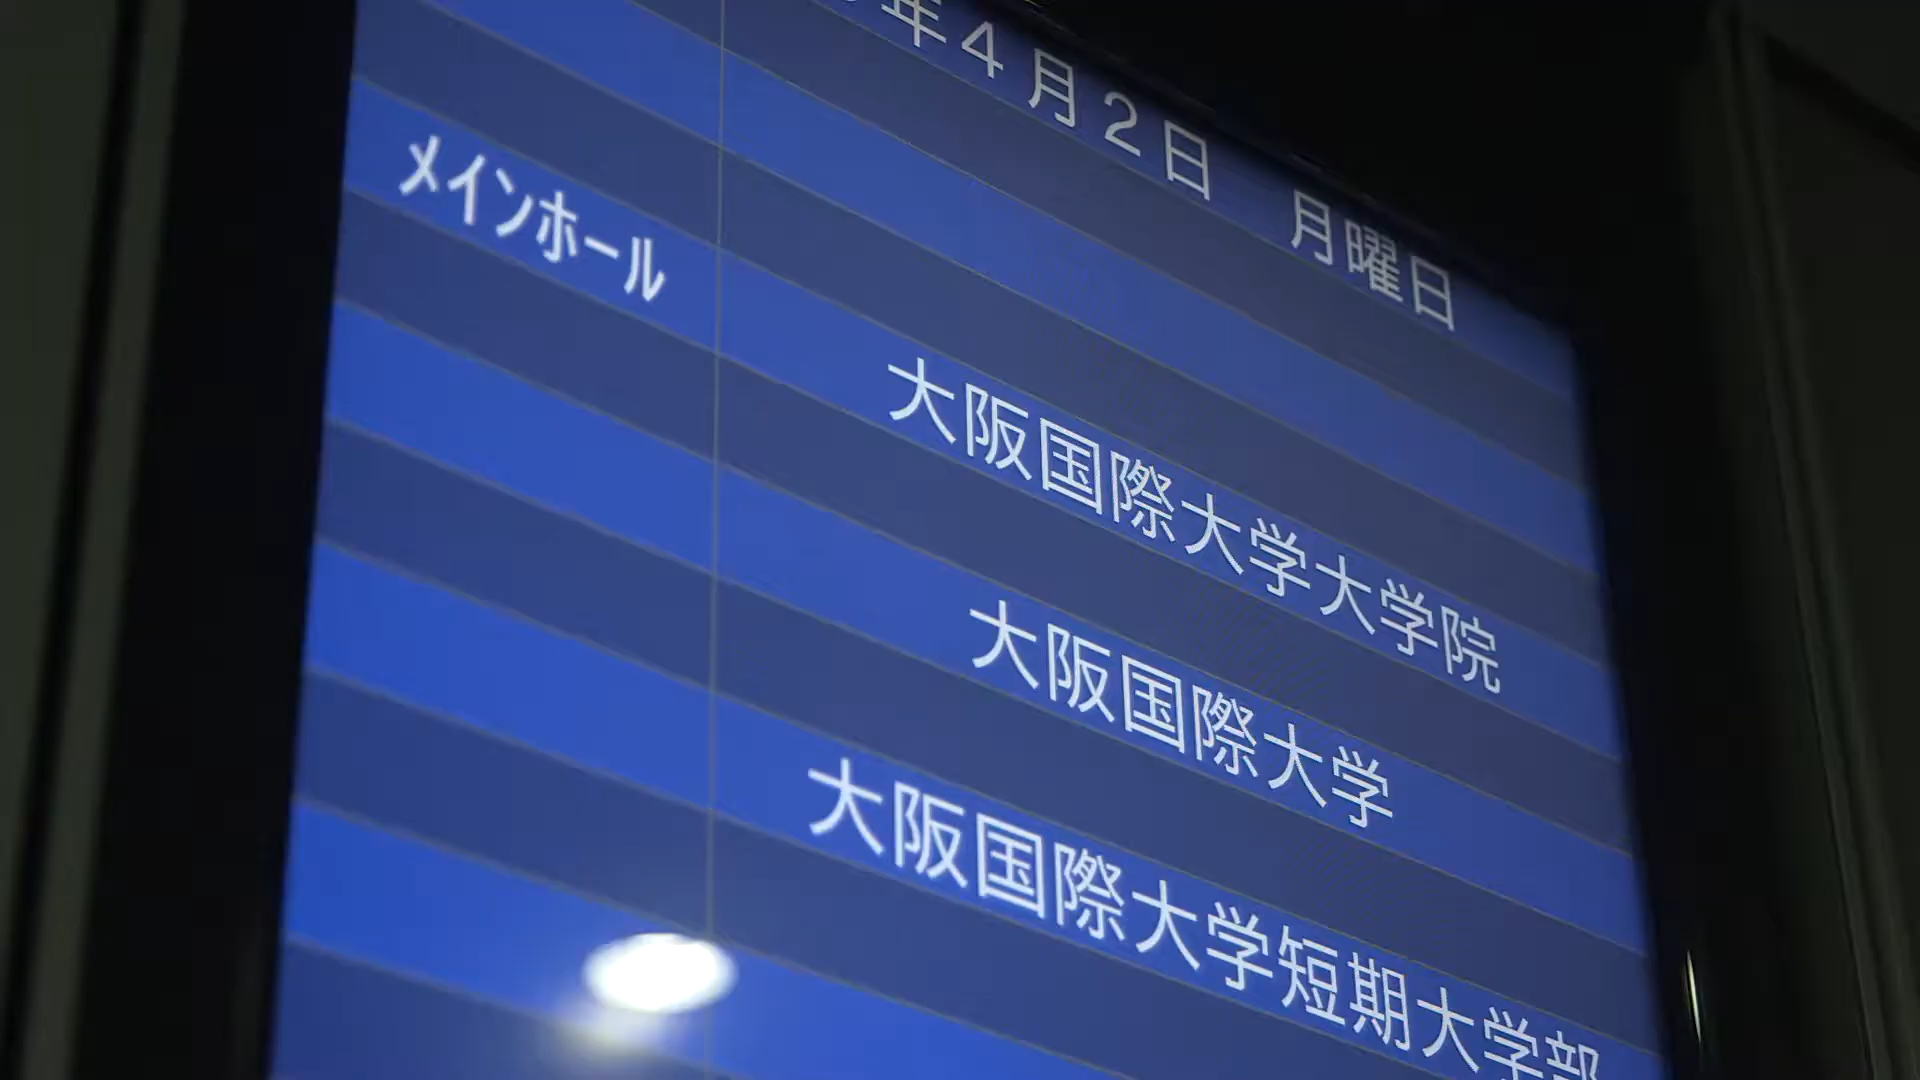 年4月2日　月曜日
メインホール
大阪国際大学大学院
大阪国際大学
大阪国際大学短期大学部